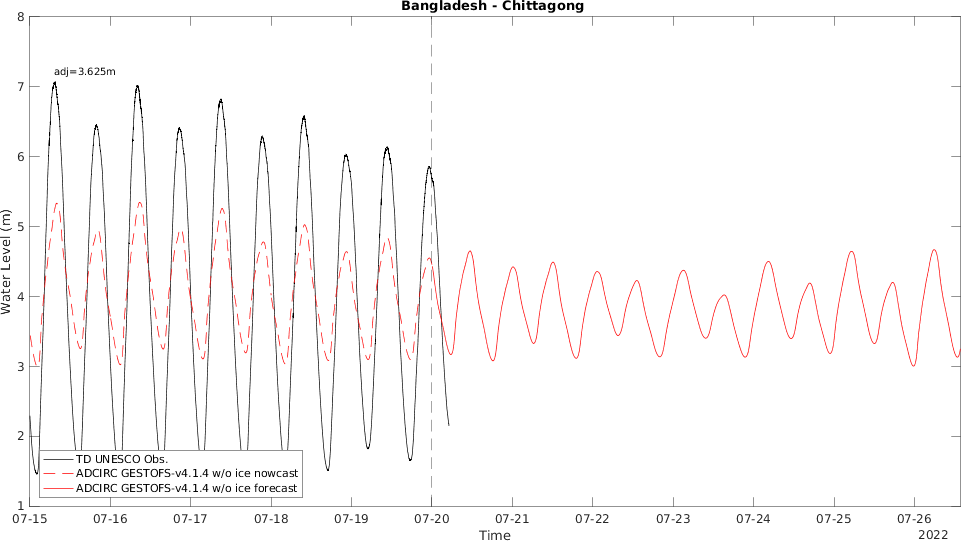 Bangladesh - Chittagong
8
adj=3.625m
7
6
5
Water Level (m)
4
3
2
TD UNESCO Obs.
ADCIRC GESTOFS-v4.1.4 w/o ice nowcast
ADCIRC GESTOFS-v4.1.4 w/o ice forecast
1
07-15 07-16 07-17 07-18 07-19 07-20 07-21 07-22 07-23 07-24 07-25 07-26
Time
2022